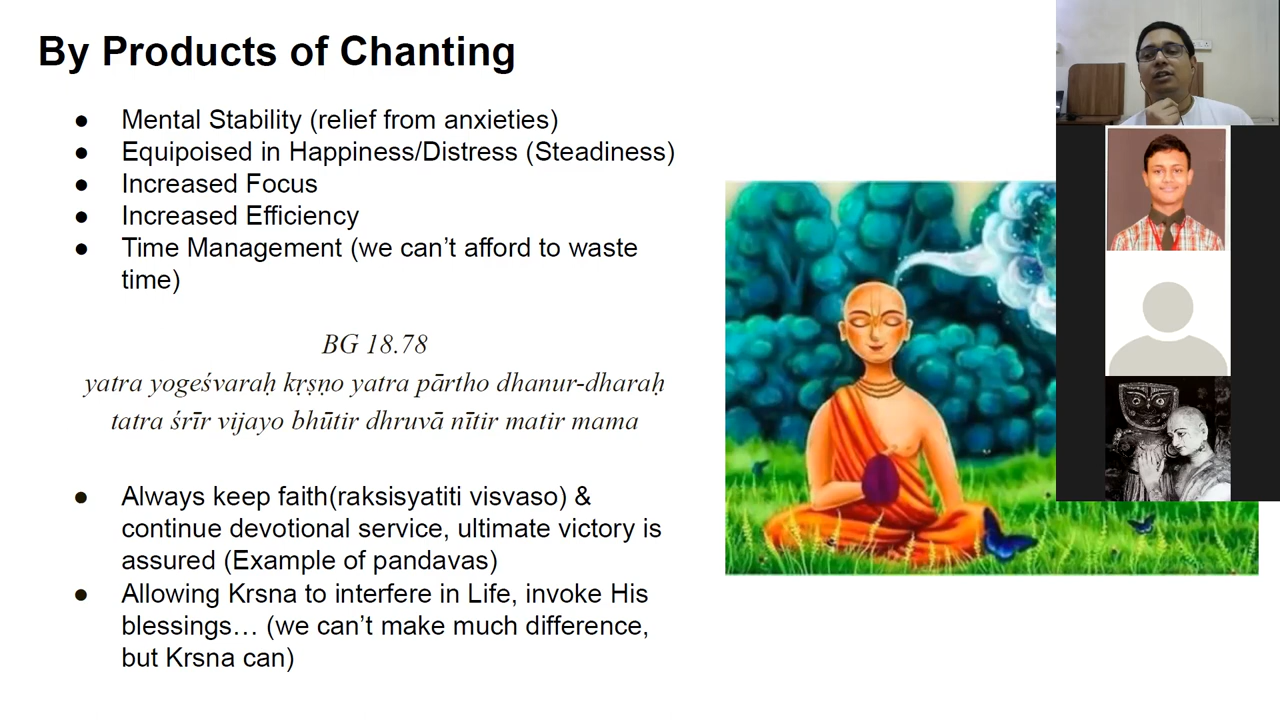 By Products of Chanting
● Mental Stability (relief from anxieties)
● Equipoised in Happiness/Distress (Steadiness)
● Increased Focus
● Increased Efficiency
● Time Management (we can’t afford to waste
time)
BG 18.78
yatra yogeśvaraḥ kṛṣṇo yatra pārtho dhanur-dharaḥ
tatra śrīr vijayo bhūtir dhruvā nītir matir mama
● Always keep faith(raksisyatiti visvaso) &
continue devotional service, ultimate victory is
assured (Example of pandavas)
● Allowing Krsna to interfere in Life, invoke His
blessings… (we can’t make much difference,
but Krsna can)